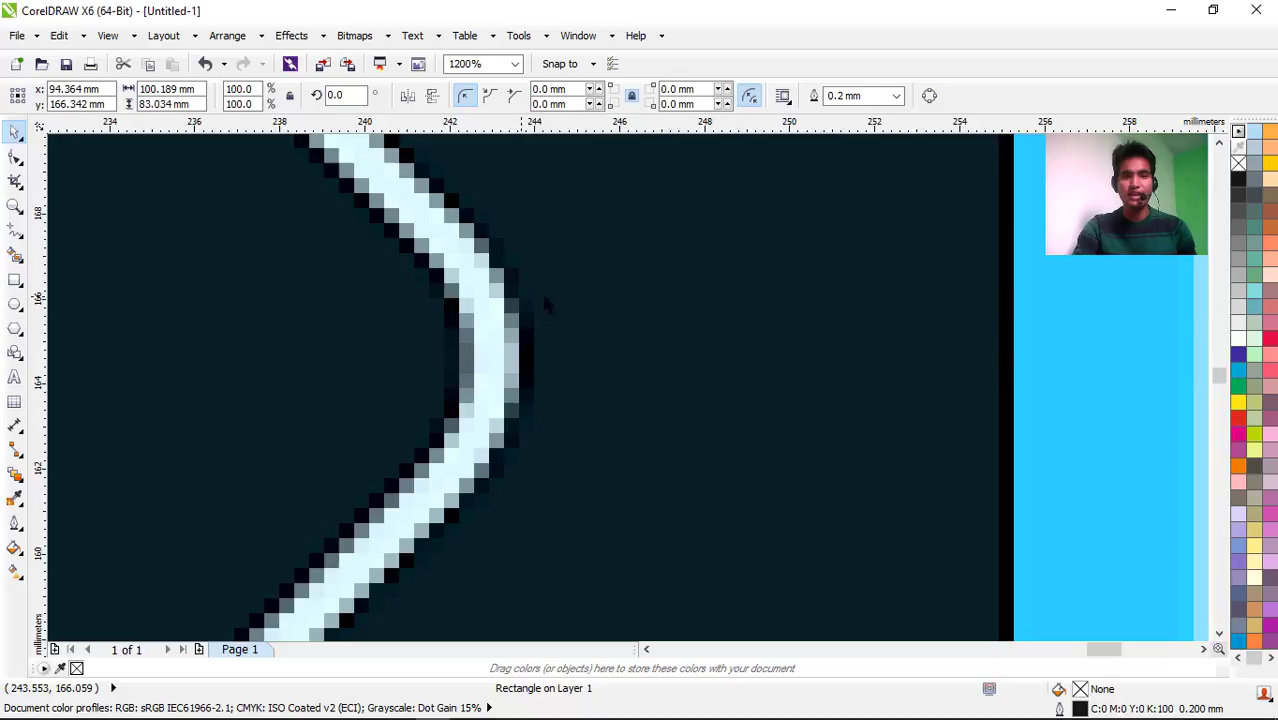 CorelDRAW X6 (64-Bit) - [Untitled-1]
File Edit View Layout Arrange Effects Bitmaps Text Table Tools Window Help
1200% Snap to
x: 94.364 mm 100.189 mm 100.0 % 0.0 ° 0.0 mm 0.0 mm 0.2 mm
y: 166.342 mm 83.034 mm 100.0 % 0.0 mm 0.0 mm
234 236 238 240 242 244 246 248 250 252 254 256 258 millimeters
168
166
164
162
160
millimeters
1 of 1 Page 1
Drag colors (or objects) here to store these colors with your document
(243.553, 166.059) Rectangle on Layer 1 None
Document color profiles: RGB: sRGB IEC61966-2.1; CMYK: ISO Coated v2 (ECI); Grayscale: Dot Gain 15% C:0 M:0 Y:0 K:100 0.200 mm